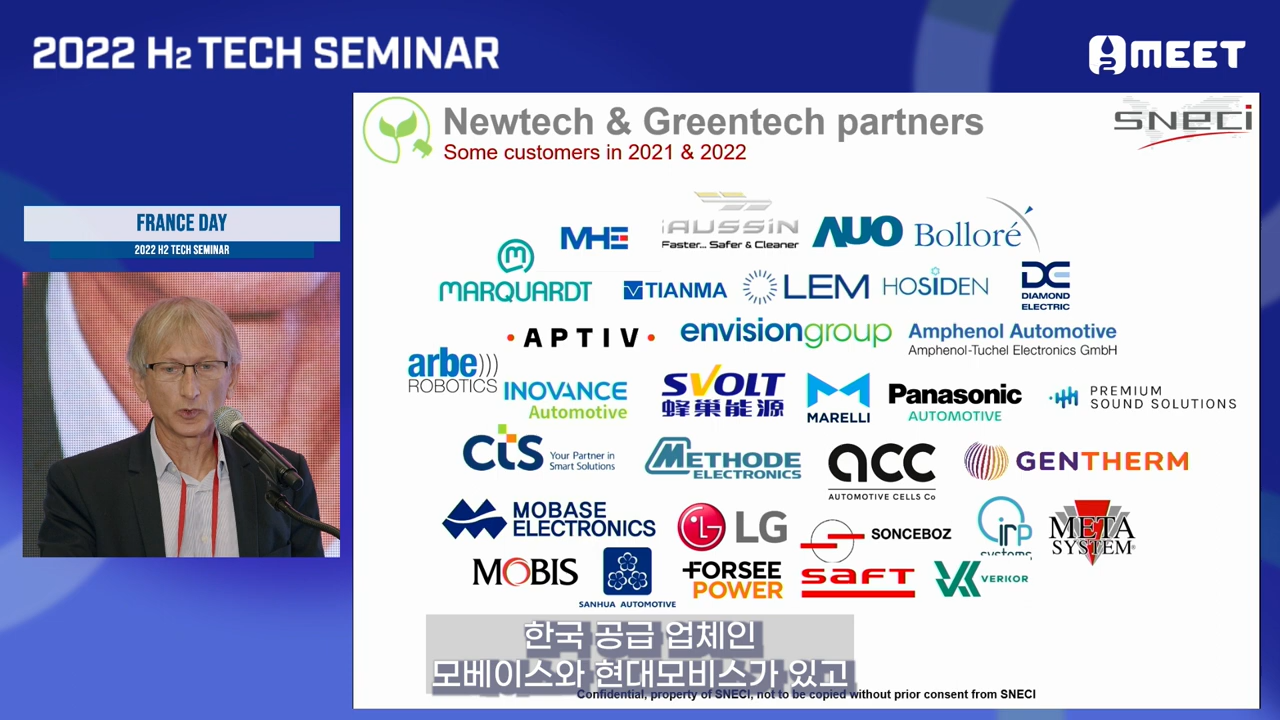 2022 H2 TECH SEMINAR
H2 MEET
FRANCE DAY
2022 H2 TECH SEMINAR
Newtech & Greentech partners
Some customers in 2021 & 2022
SNECI
MHE
GAUSSIN
Faster... Safer & Cleaner
AUO
Bolloré
MARQUARDT
TIANMA
LEM
HOSIDEN
DE
DIAMOND
ELECTRIC
APTIV
envisiongroup
Amphenol Automotive
Amphenol-Tuchel Electronics GmbH
arbe
ROBOTICS
INOVANCE
Automotive
SVOLT
蜂巢能源
MARELLI
Panasonic
AUTOMOTIVE
PREMIUM
SOUND SOLUTIONS
CTS
Your Partner in
Smart Solutions
METHODE
ELECTRONICS
acc
AUTOMOTIVE CELLS Co
GENTHERM
MOBASE
ELECTRONICS
LG
SONCEBOZ
irp
systems
META
SYSTEM
MOBIS
SANHUA AUTOMOTIVE
FORSEE
POWER
SAFT
VERKOR
한국 공급 업체인
모베이스와 현대모비스가 있고
Confidential, property of SNECI, not to be copied without prior consent from SNECI